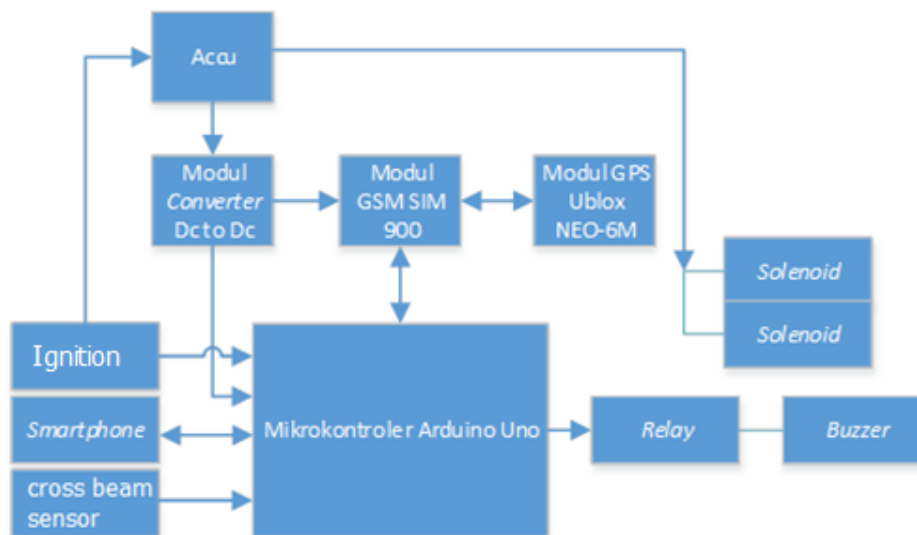 Accu
Modul
Converter
Dc to Dc
Modul
GSM SIM
900
Modul GPS
Ublox
NEO-6M
Solenoid
Solenoid
Ignition
Smartphone
cross beam
sensor
Mikrokontroler Arduino Uno
Relay
Buzzer